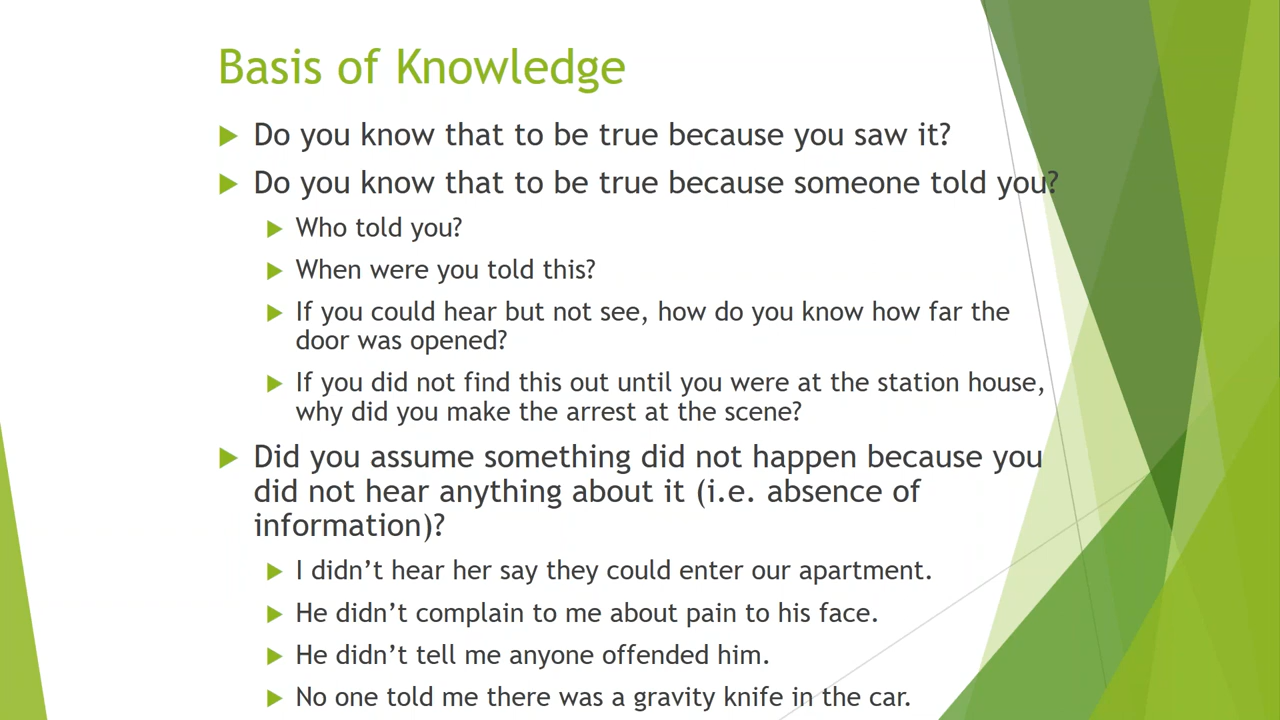 Basis of Knowledge
Do you know that to be true because you saw it?
Do you know that to be true because someone told you?
Who told you?
When were you told this?
If you could hear but not see, how do you know how far the
door was opened?
If you did not find this out until you were at the station house,
why did you make the arrest at the scene?
Did you assume something did not happen because you
did not hear anything about it (i.e. absence of
information)?
I didn’t hear her say they could enter our apartment.
He didn’t complain to me about pain to his face.
He didn’t tell me anyone offended him.
No one told me there was a gravity knife in the car.